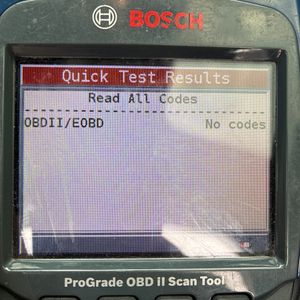 BOSCH
Quick Test Results
Read All Codes
OBDII/EOBD No codes
ProGrade OBD II Scan Tool